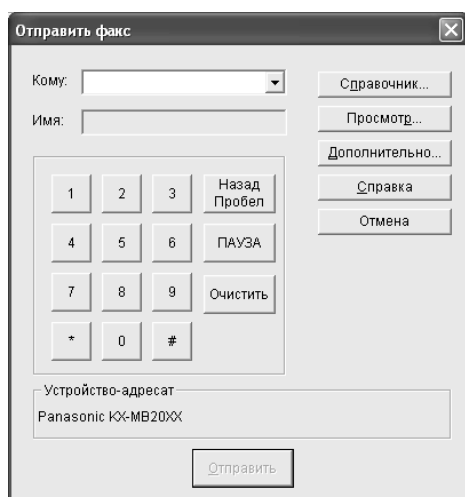 Отправить факс
Кому:
Справочник...
Имя:
Просмотр...
Дополнительно...
Справка
Отмена
1 2 3 Назад
Пробел
4 5 6 ПАУЗА
7 8 9 Очистить
* 0 #
Устройство-адресат
Panasonic KX-MB20XX
Отправить